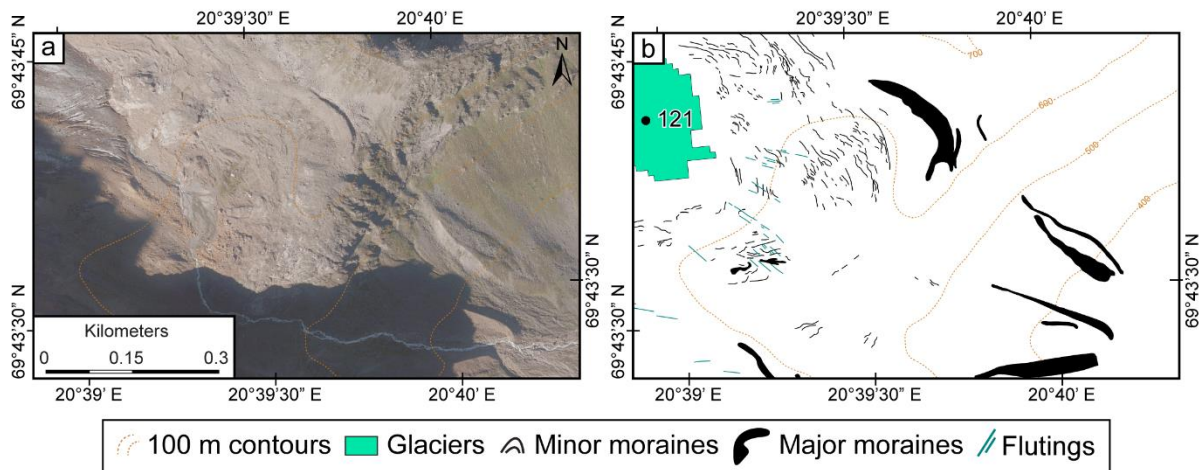 20°39'30" E
20°40' E
20°39'30" E
20°40' E
a
N
b
69°43'45" N
69°43'30" N
69°43'30" N
Kilometers
0 0.15 0.3
20°39' E
20°39'30" E
20°40' E
69°43'45" N
69°43'30" N
69°43'30" N
121
700
600
500
400
20°39' E
20°39'30" E
20°40' E
100 m contours
Glaciers
Minor moraines
Major moraines
Flutings